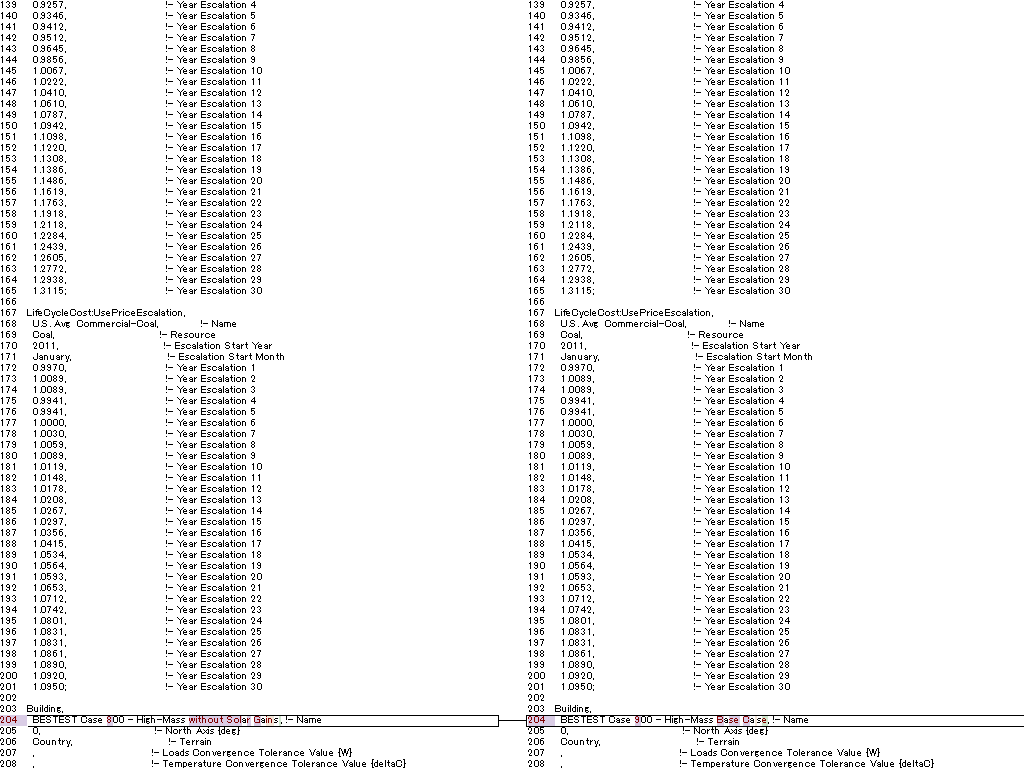 139 0.9257, !- Year Escalation 4
140 0.9346, !- Year Escalation 5
141 0.9412, !- Year Escalation 6
142 0.9512, !- Year Escalation 7
143 0.9645, !- Year Escalation 8
144 0.9856, !- Year Escalation 9
145 1.0067, !- Year Escalation 10
146 1.0222, !- Year Escalation 11
147 1.0410, !- Year Escalation 12
148 1.0610, !- Year Escalation 13
149 1.0787, !- Year Escalation 14
150 1.0942, !- Year Escalation 15
151 1.1098, !- Year Escalation 16
152 1.1220, !- Year Escalation 17
153 1.1308, !- Year Escalation 18
154 1.1386, !- Year Escalation 19
155 1.1486, !- Year Escalation 20
156 1.1619, !- Year Escalation 21
157 1.1763, !- Year Escalation 22
158 1.1918, !- Year Escalation 23
159 1.2118, !- Year Escalation 24
160 1.2284, !- Year Escalation 25
161 1.2439, !- Year Escalation 26
162 1.2605, !- Year Escalation 27
163 1.2772, !- Year Escalation 28
164 1.2938, !- Year Escalation 29
165 1.3115; !- Year Escalation 30
166
167 LifeCycleCost:UsePriceEscalation,
168 U.S. Avg Commercial-Coal, !- Name
169 Coal, !- Resource
170 2011, !- Escalation Start Year
171 January, !- Escalation Start Month
172 0.9970, !- Year Escalation 1
173 1.0089, !- Year Escalation 2
174 1.0089, !- Year Escalation 3
175 0.9941, !- Year Escalation 4
176 0.9941, !- Year Escalation 5
177 1.0000, !- Year Escalation 6
178 1.0030, !- Year Escalation 7
179 1.0059, !- Year Escalation 8
180 1.0089, !- Year Escalation 9
181 1.0119, !- Year Escalation 10
182 1.0148, !- Year Escalation 11
183 1.0178, !- Year Escalation 12
184 1.0208, !- Year Escalation 13
185 1.0267, !- Year Escalation 14
186 1.0297, !- Year Escalation 15
187 1.0356, !- Year Escalation 16
188 1.0415, !- Year Escalation 17
189 1.0534, !- Year Escalation 18
190 1.0564, !- Year Escalation 19
191 1.0593, !- Year Escalation 20
192 1.0653, !- Year Escalation 21
193 1.0712, !- Year Escalation 22
194 1.0742, !- Year Escalation 23
195 1.0801, !- Year Escalation 24
196 1.0831, !- Year Escalation 25
197 1.0831, !- Year Escalation 26
198 1.0861, !- Year Escalation 27
199 1.0890, !- Year Escalation 28
200 1.0920, !- Year Escalation 29
201 1.0950; !- Year Escalation 30
202
203 Building,
204 BESTEST Case 800 - High-Mass without Solar Gains, !- Name
205 0, !- North Axis {deg}
206 Country, !- Terrain
207 , !- Loads Convergence Tolerance Value {W}
208 , !- Temperature Convergence Tolerance Value {deltaC}
139 0.9257, !- Year Escalation 4
140 0.9346, !- Year Escalation 5
141 0.9412, !- Year Escalation 6
142 0.9512, !- Year Escalation 7
143 0.9645, !- Year Escalation 8
144 0.9856, !- Year Escalation 9
145 1.0067, !- Year Escalation 10
146 1.0222, !- Year Escalation 11
147 1.0410, !- Year Escalation 12
148 1.0610, !- Year Escalation 13
149 1.0787, !- Year Escalation 14
150 1.0942, !- Year Escalation 15
151 1.1098, !- Year Escalation 16
152 1.1220, !- Year Escalation 17
153 1.1308, !- Year Escalation 18
154 1.1386, !- Year Escalation 19
155 1.1486, !- Year Escalation 20
156 1.1619, !- Year Escalation 21
157 1.1763, !- Year Escalation 22
158 1.1918, !- Year Escalation 23
159 1.2118, !- Year Escalation 24
160 1.2284, !- Year Escalation 25
161 1.2439, !- Year Escalation 26
162 1.2605, !- Year Escalation 27
163 1.2772, !- Year Escalation 28
164 1.2938, !- Year Escalation 29
165 1.3115; !- Year Escalation 30
166
167 LifeCycleCost:UsePriceEscalation,
168 U.S. Avg Commercial-Coal, !- Name
169 Coal, !- Resource
170 2011, !- Escalation Start Year
171 January, !- Escalation Start Month
172 0.9970, !- Year Escalation 1
173 1.0089, !- Year Escalation 2
174 1.0089, !- Year Escalation 3
175 0.9941, !- Year Escalation 4
176 0.9941, !- Year Escalation 5
177 1.0000, !- Year Escalation 6
178 1.0030, !- Year Escalation 7
179 1.0059, !- Year Escalation 8
180 1.0089, !- Year Escalation 9
181 1.0119, !- Year Escalation 10
182 1.0148, !- Year Escalation 11
183 1.0178, !- Year Escalation 12
184 1.0208, !- Year Escalation 13
185 1.0267, !- Year Escalation 14
186 1.0297, !- Year Escalation 15
187 1.0356, !- Year Escalation 16
188 1.0415, !- Year Escalation 17
189 1.0534, !- Year Escalation 18
190 1.0564, !- Year Escalation 19
191 1.0593, !- Year Escalation 20
192 1.0653, !- Year Escalation 21
193 1.0712, !- Year Escalation 22
194 1.0742, !- Year Escalation 23
195 1.0801, !- Year Escalation 24
196 1.0831, !- Year Escalation 25
197 1.0831, !- Year Escalation 26
198 1.0861, !- Year Escalation 27
199 1.0890, !- Year Escalation 28
200 1.0920, !- Year Escalation 29
201 1.0950; !- Year Escalation 30
202
203 Building,
204 BESTEST Case 900 - High-Mass Base Case, !- Name
205 0, !- North Axis {deg}
206 Country, !- Terrain
207 , !- Loads Convergence Tolerance Value {W}
208 , !- Temperature Convergence Tolerance Value {deltaC}